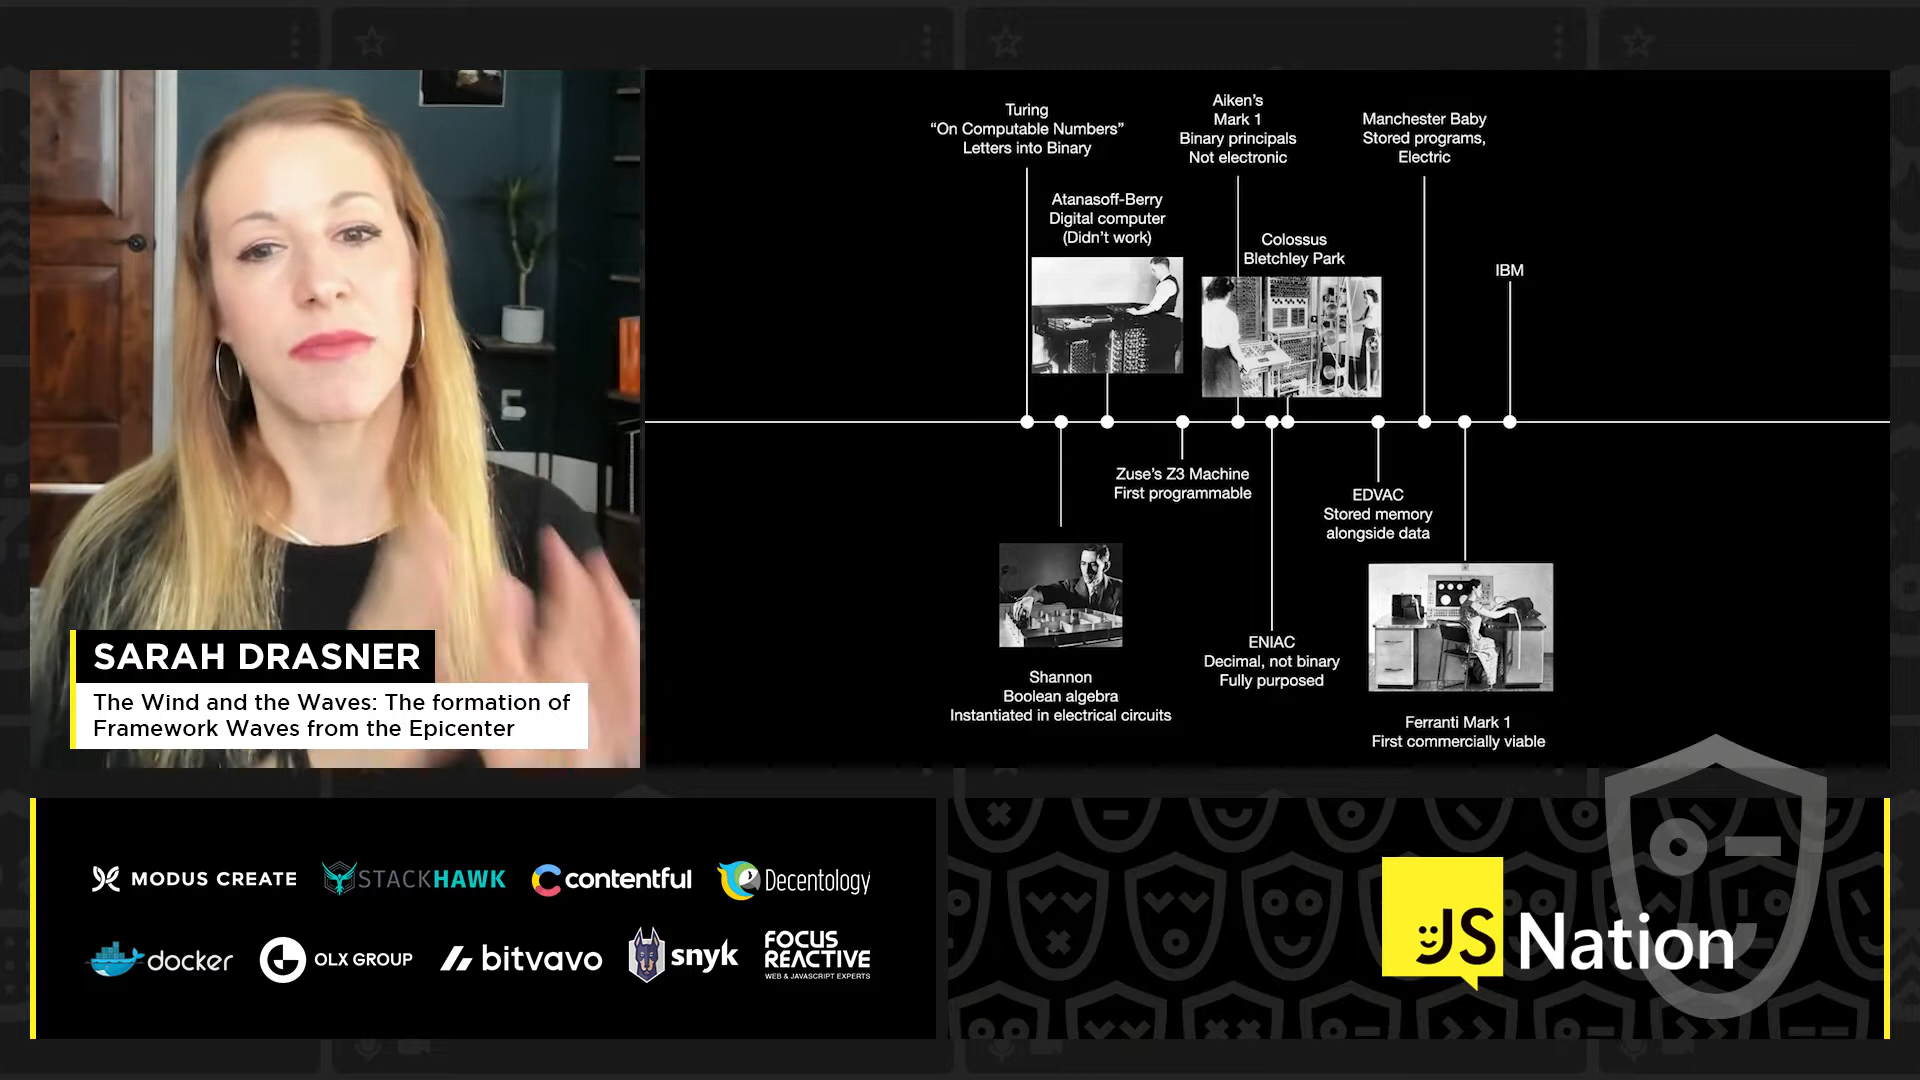 Turing
“On Computable Numbers”
Letters into Binary
Aiken’s
Mark 1
Binary principals
Not electronic
Manchester Baby
Stored programs,
Electric
Atanasoff-Berry
Digital computer
(Didn’t work)
Colossus
Bletchley Park
IBM
Zuse’s Z3 Machine
First programmable
EDVAC
Stored memory
alongside data
ENIAC
Decimal, not binary
Fully purposed
Shannon
Boolean algebra
Instantiated in electrical circuits
Ferranti Mark 1
First commercially viable
SARAH DRASNER
The Wind and the Waves: The formation of
Framework Waves from the Epicenter
MODUS CREATE
STACKHAWK
contentful
Decentology
docker
OLX GROUP
bitvavo
snyk
FOCUS
REACTIVE
WEB & JAVASCRIPT EXPERTS
JS Nation